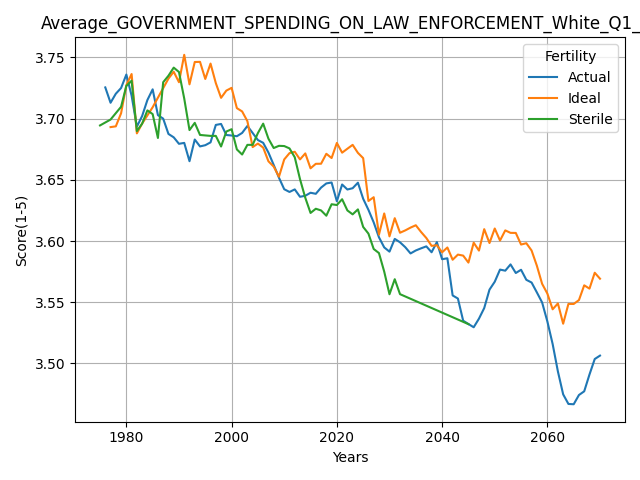 Average_GOVERNMENT_SPENDING_ON_LAW_ENFORCEMENT_White_Q1_
Fertility
Actual
Ideal
Sterile
3.75
3.70
3.65
3.60
3.55
3.50
Score(1-5)
1980
2000
2020
2040
2060
Years